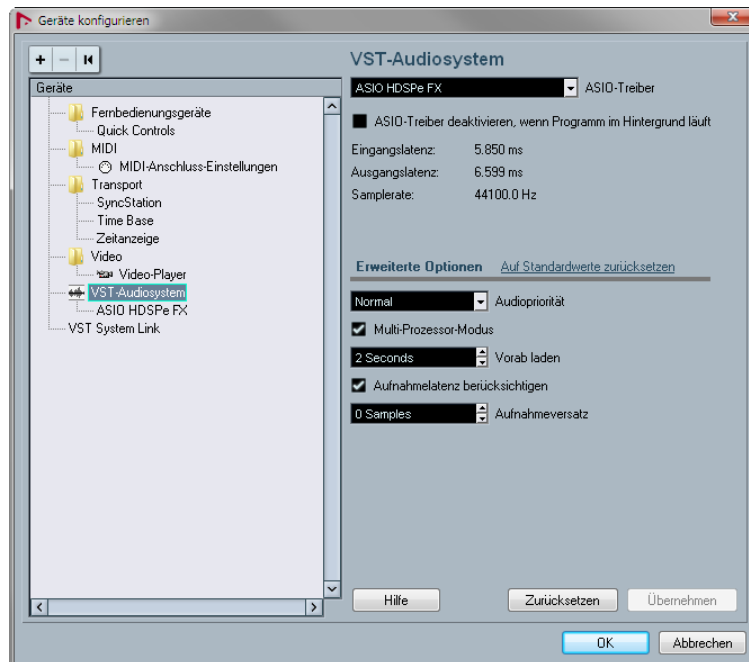 Geräte konfigurieren
Geräte
Fernbedienungsgeräte
Quick Controls
MIDI
MIDI-Anschluss-Einstellungen
Transport
SyncStation
Time Base
Zeitanzeige
Video
Video-Player
VST-Audiosystem
ASIO HDSPe FX
VST System Link
VST-Audiosystem
ASIO HDSPe FX ASIO-Treiber
ASIO-Treiber deaktivieren, wenn Programm im Hintergrund läuft
Eingangslatenz: 5.850 ms
Ausgangslatenz: 6.599 ms
Samplerate: 44100.0 Hz
Erweiterte Optionen Auf Standardwerte zurücksetzen
Normal Audiopriorität
Multi-Prozessor-Modus
2 Seconds Vorab laden
Aufnahmelatenz berücksichtigen
0 Samples Aufnahmeversatz
Hilfe Zurücksetzen Übernehmen
OK Abbrechen